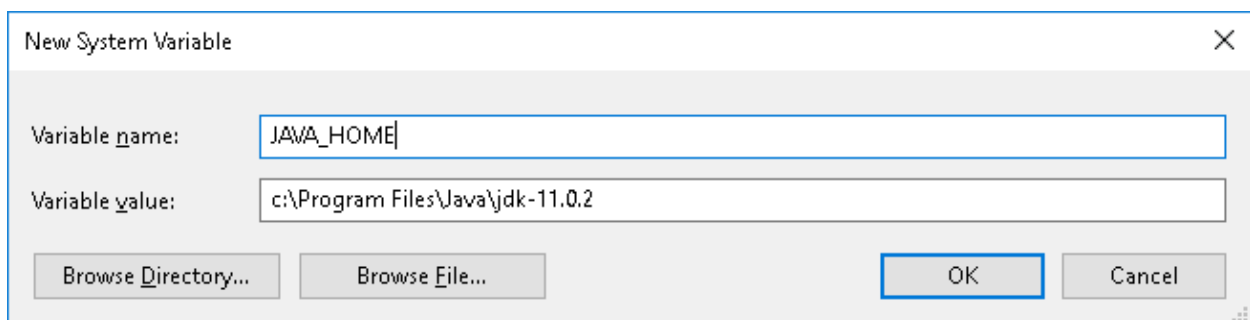 New System Variable
Variable name: JAVA_HOME
Variable value: c:\Program Files\Java\jdk-11.0.2
Browse Directory... Browse File... OK Cancel